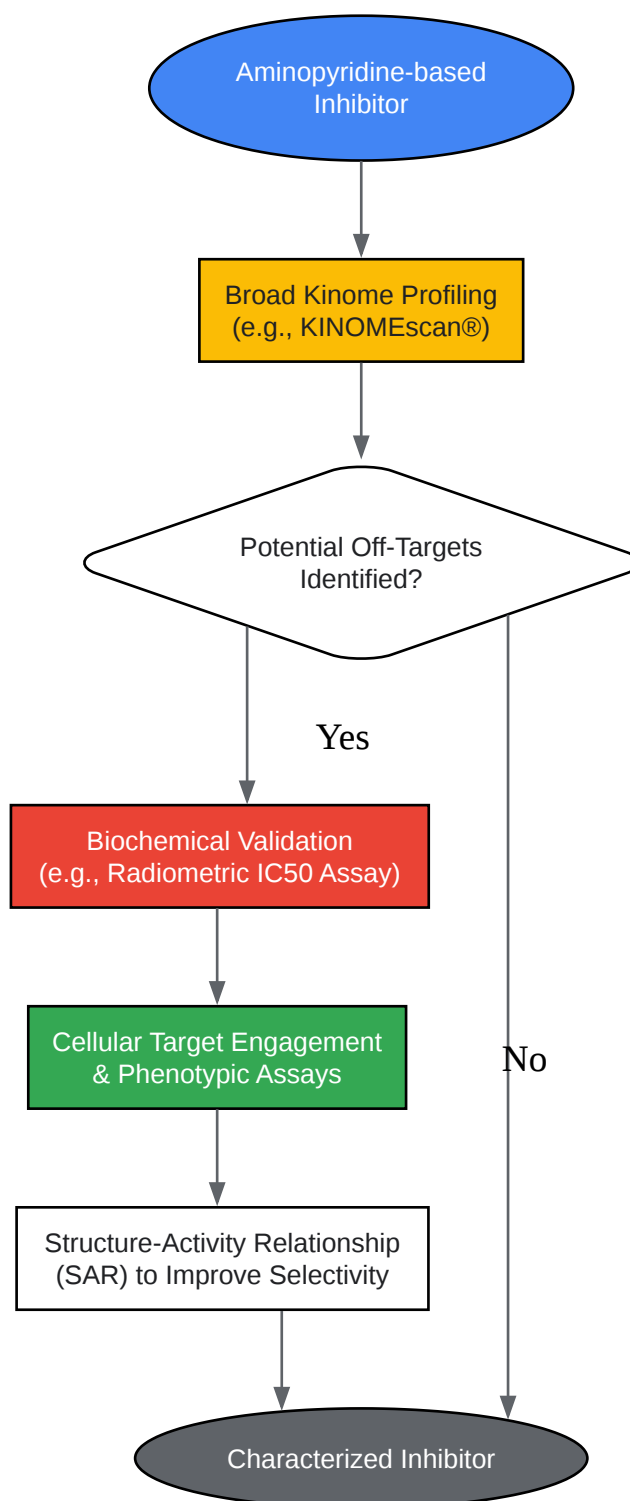 Aminopyridine-based
Inhibitor
Broad Kinome Profiling
(e.g., KINOMEscan®)
Potential Off-Targets
Identified?
Yes
Biochemical Validation
(e.g., Radiometric IC50 Assay)
Cellular Target Engagement
& Phenotypic Assays
No
Structure-Activity Relationship
(SAR) to Improve Selectivity
Characterized Inhibitor